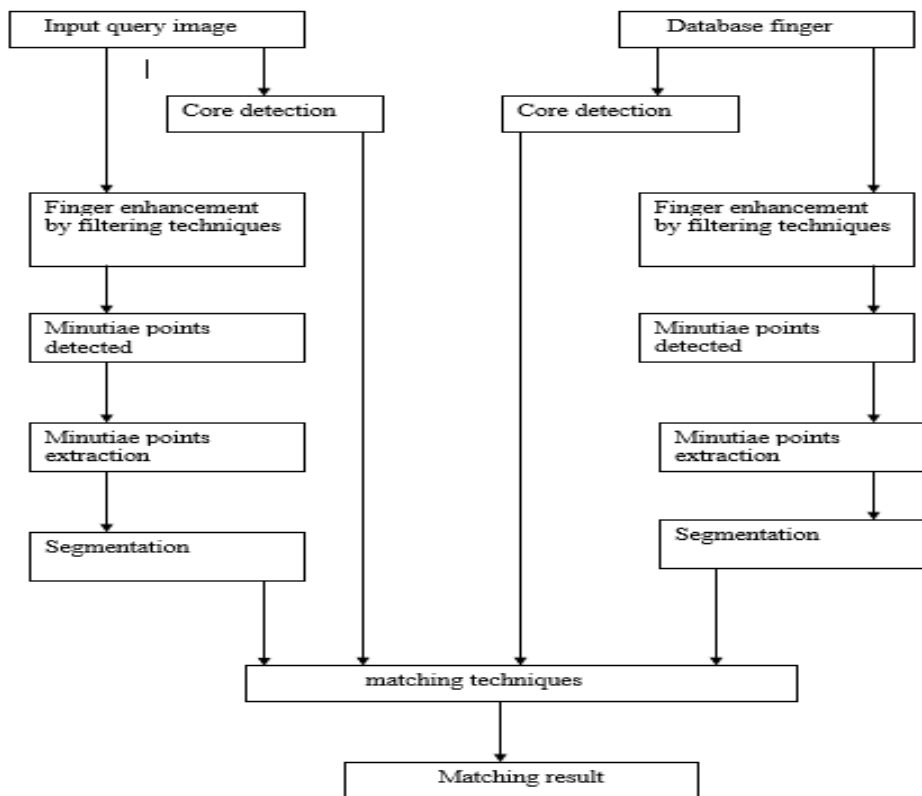 Input query image
Database finger
Core detection
Core detection
Finger enhancement
by filtering techniques
Finger enhancement
by filtering techniques
Minutiae points
detected
Minutiae points
detected
Minutiae points
extraction
Minutiae points
extraction
Segmentation
Segmentation
matching techniques
Matching result